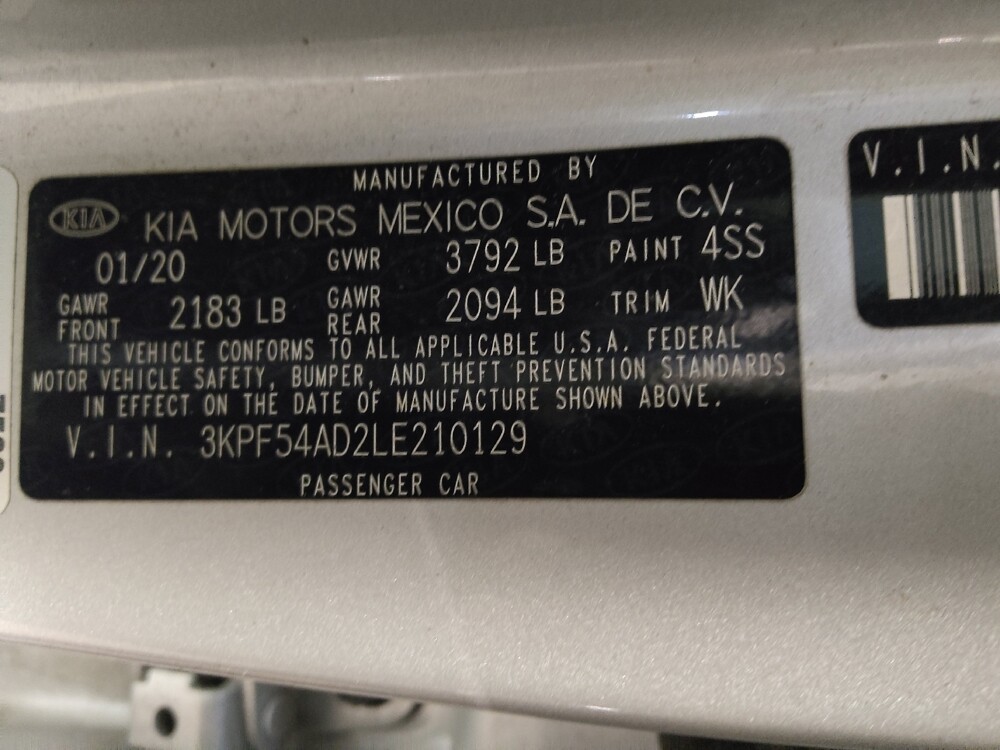 MANUFACTURED BY
KIA KIA MOTORS MEXICO S.A. DE C.V.
01/20 GVWR 3792 LB PAINT 4SS
GAWR FRONT 2183 LB GAWR REAR 2094 LB TRIM WK
THIS VEHICLE CONFORMS TO ALL APPLICABLE U.S.A. FEDERAL
MOTOR VEHICLE SAFETY, BUMPER, AND THEFT PREVENTION STANDARDS
IN EFFECT ON THE DATE OF MANUFACTURE SHOWN ABOVE.
V.I.N. 3KPF54AD2LE210129
PASSENGER CAR
V.I.N.